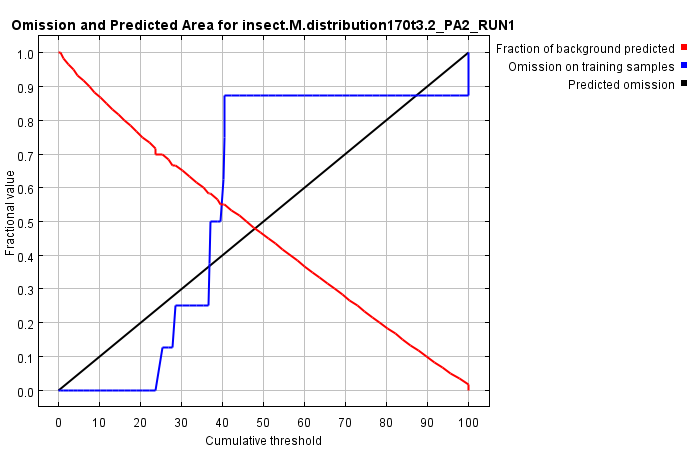 Omission and Predicted Area for insect.M.distribution170t3.2_PA2_RUN1
Fraction of background predicted
Omission on training samples
Predicted omission
Fractional value
1.0
0.9
0.8
0.7
0.6
0.5
0.4
0.3
0.2
0.1
0.0
0 10 20 30 40 50 60 70 80 90 100
Cumulative threshold